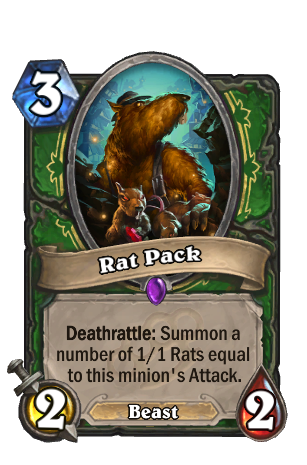 3
Rat Pack
Deathrattle: Summon a
number of 1/1 Rats equal
to this minion's Attack.
2
Beast
2